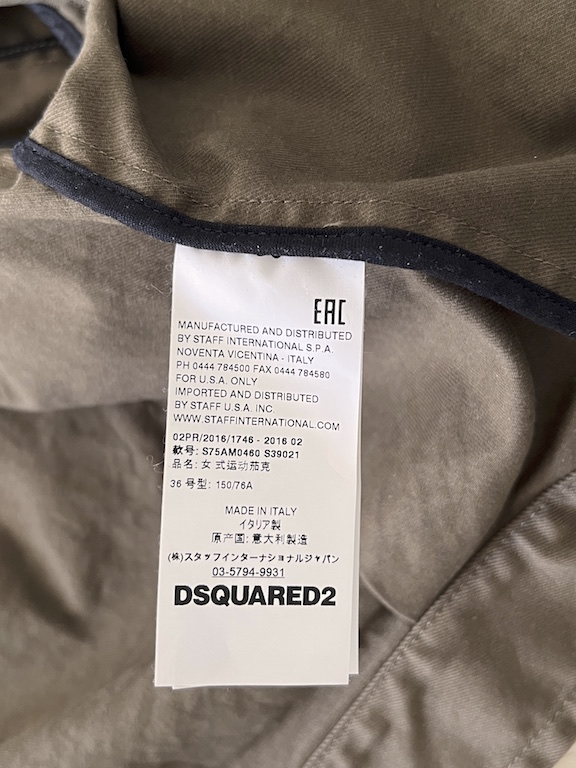 EAC
MANUFACTURED AND DISTRIBUTED
BY STAFF INTERNATIONAL S.P.A.
NOVENTA VICENTINA - ITALY
PH 0444 784500 FAX 0444 784580
FOR U.S.A. ONLY
IMPORTED AND DISTRIBUTED
BY STAFF U.S.A. INC.
WWW.STAFFINTERNATIONAL.COM
02PR/2016/1746 - 2016 02
款号: S75AM0460 S39021
品名: 女 式运动茄克
36 号型: 150/76A
MADE IN ITALY
イタリア製
原产国: 意大利製造
(株)スタッフインターナショナルジャパン
03-5794-9931
DSQUARED2